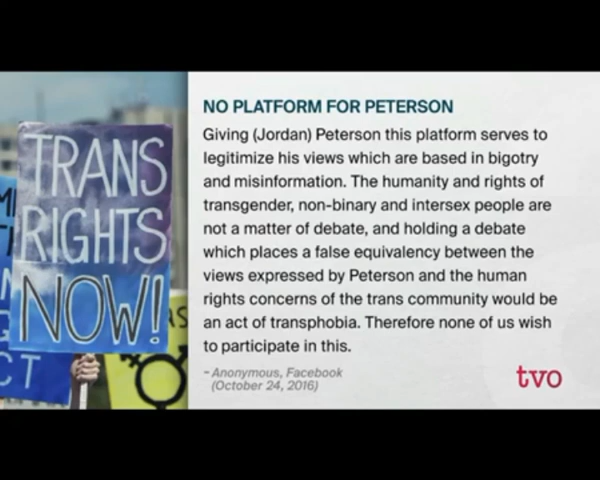 TRANS
RIGHTS
NOW!
CT
NO PLATFORM FOR PETERSON
Giving (Jordan) Peterson this platform serves to
legitimize his views which are based in bigotry
and misinformation. The humanity and rights of
transgender, non-binary and intersex people are
not a matter of debate, and holding a debate
which places a false equivalency between the
views expressed by Peterson and the human
rights concerns of the trans community would be
an act of transphobia. Therefore none of us wish
to participate in this.
– Anonymous, Facebook
(October 24, 2016)
tvo